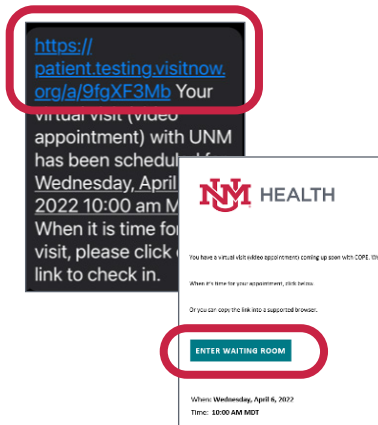 https://
patient.testing.visitnow.
org/a/9fgXF3Mb Your
virtual visit (video
appointment) with UNM
has been scheduled
Wednesday, April
2022 10:00 am M
When it is time for
visit, please click
link to check in.
UNM HEALTH
You have a virtual visit (video appointment) coming up soon with COPE.
When it's time for your appointment, click below.
Or you can copy the link into a supported browser.
ENTER WAITING ROOM
When: Wednesday, April 6, 2022
Time: 10:00 AM MDT